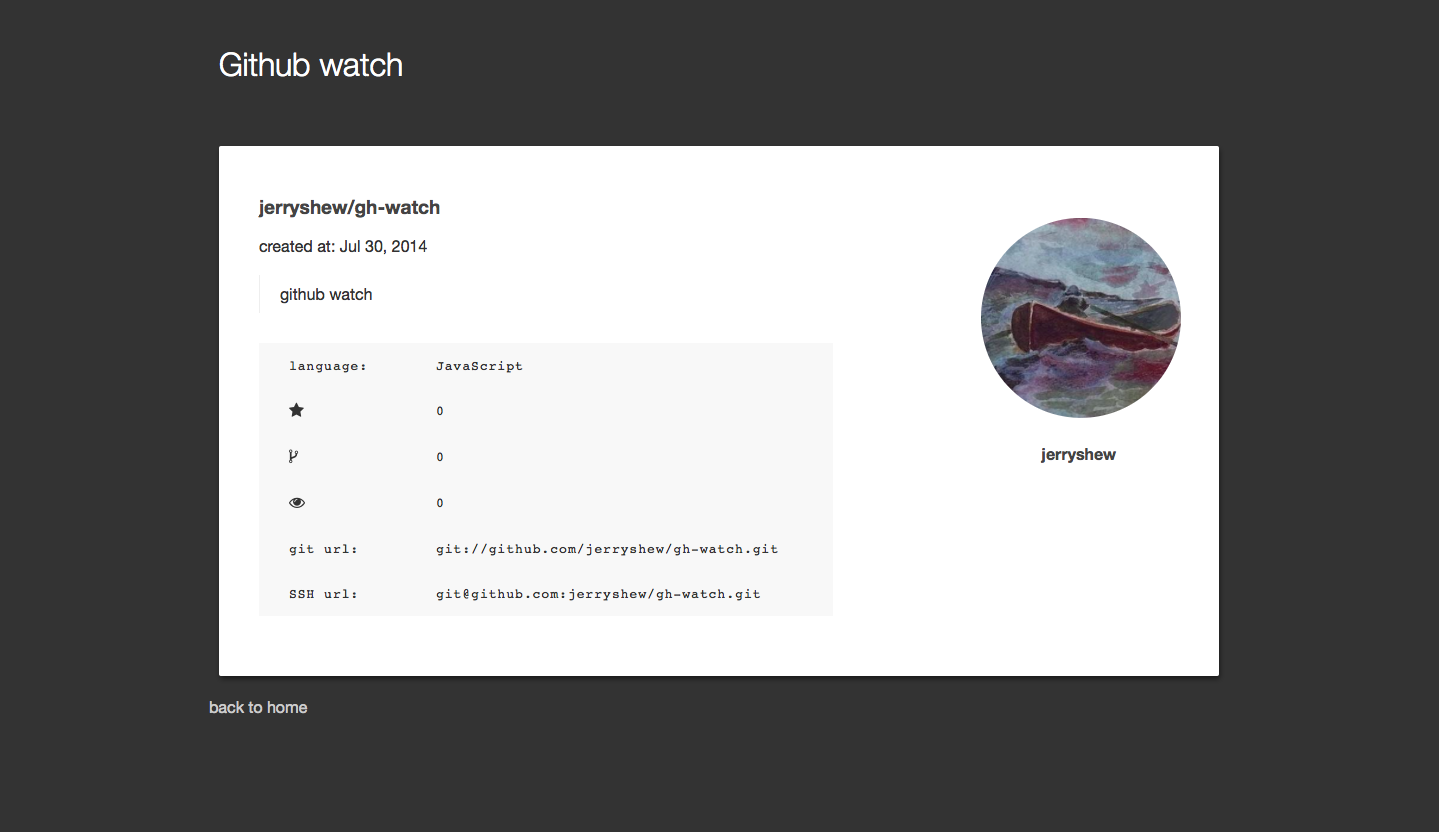 Github watch
jerryshew/gh-watch
created at: Jul 30, 2014
github watch
language: JavaScript
0
0
0
git url: git://github.com/jerryshew/gh-watch.git
SSH url: git@github.com:jerryshew/gh-watch.git
jerryshew
back to home